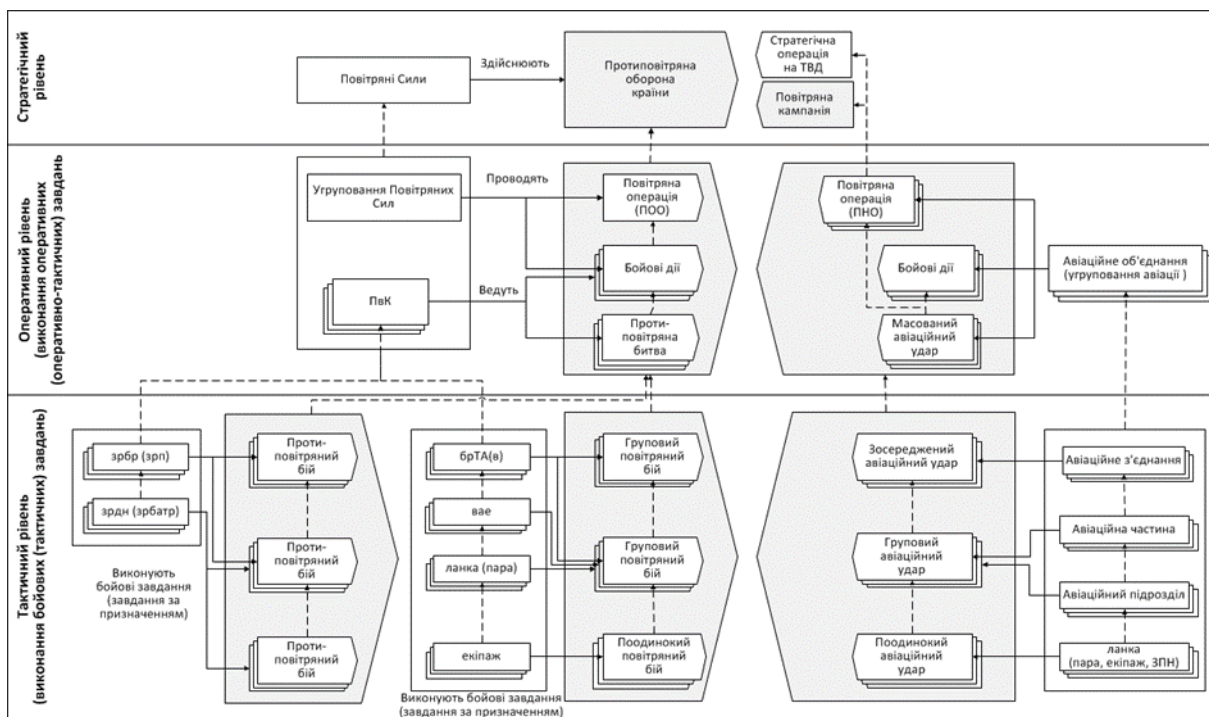 Стратегічний
рівень
Повітряні Сили
Здійснюють
Протиповітряна
оборона
країни
Стратегічна
операція
на ТВД
Повітряна
кампанія
Оперативний рівень
(виконання оперативних
(оперативно-тактичних) завдань
Угруповання Повітряних
Сил
Проводять
ПвК
Ведуть
Повітряна
операція
(ПОО)
Бойові дії
Проти-
повітряна
битва
Повітряна
операція
(ПНО)
Бойові дії
Масований
авіаційний
удар
Авіаційне об'єднання
(угруповання авіації )
Тактичний рівень
(виконання бойових (тактичних) завдань)
зрбр (зрп)
зрдн (зрбатр)
Виконують
бойові завдання
(завдання за
призначенням)
Проти-
повітряний
бій
Проти-
повітряний
бій
Проти-
повітряний
бій
брТА(в)
вае
ланка (пара)
екіпаж
Виконують бойові завдання
(завдання за призначенням)
Груповий
повітряний
бій
Груповий
повітряний
бій
Поодинокий
повітряний
бій
Зосереджений
авіаційний удар
Груповий
авіаційний
удар
Поодинокий
авіаційний
удар
Авіаційне з'єднання
Авіаційна частина
Авіаційний підрозділ
ланка
(пара, екіпаж, ЗПН)